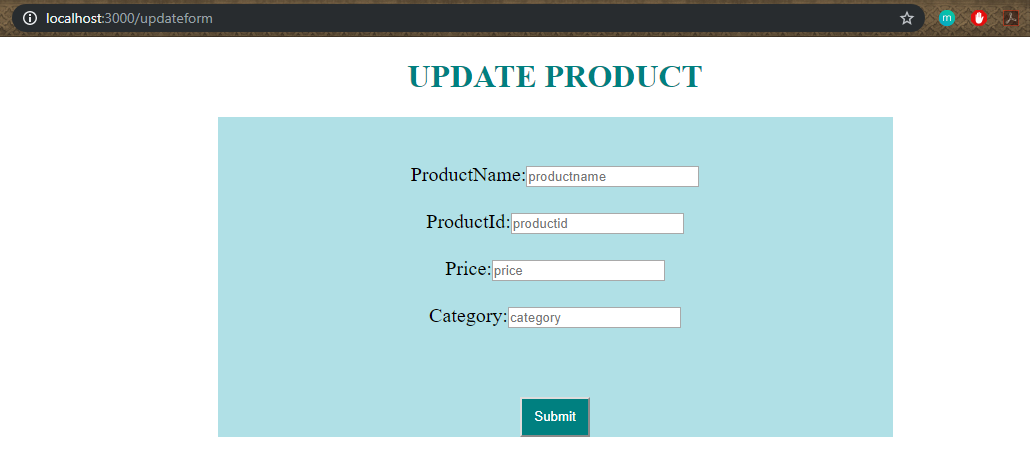 localhost:3000/updateform
m
UPDATE PRODUCT
ProductName:productname
ProductId:productid
Price:price
Category:category
Submit